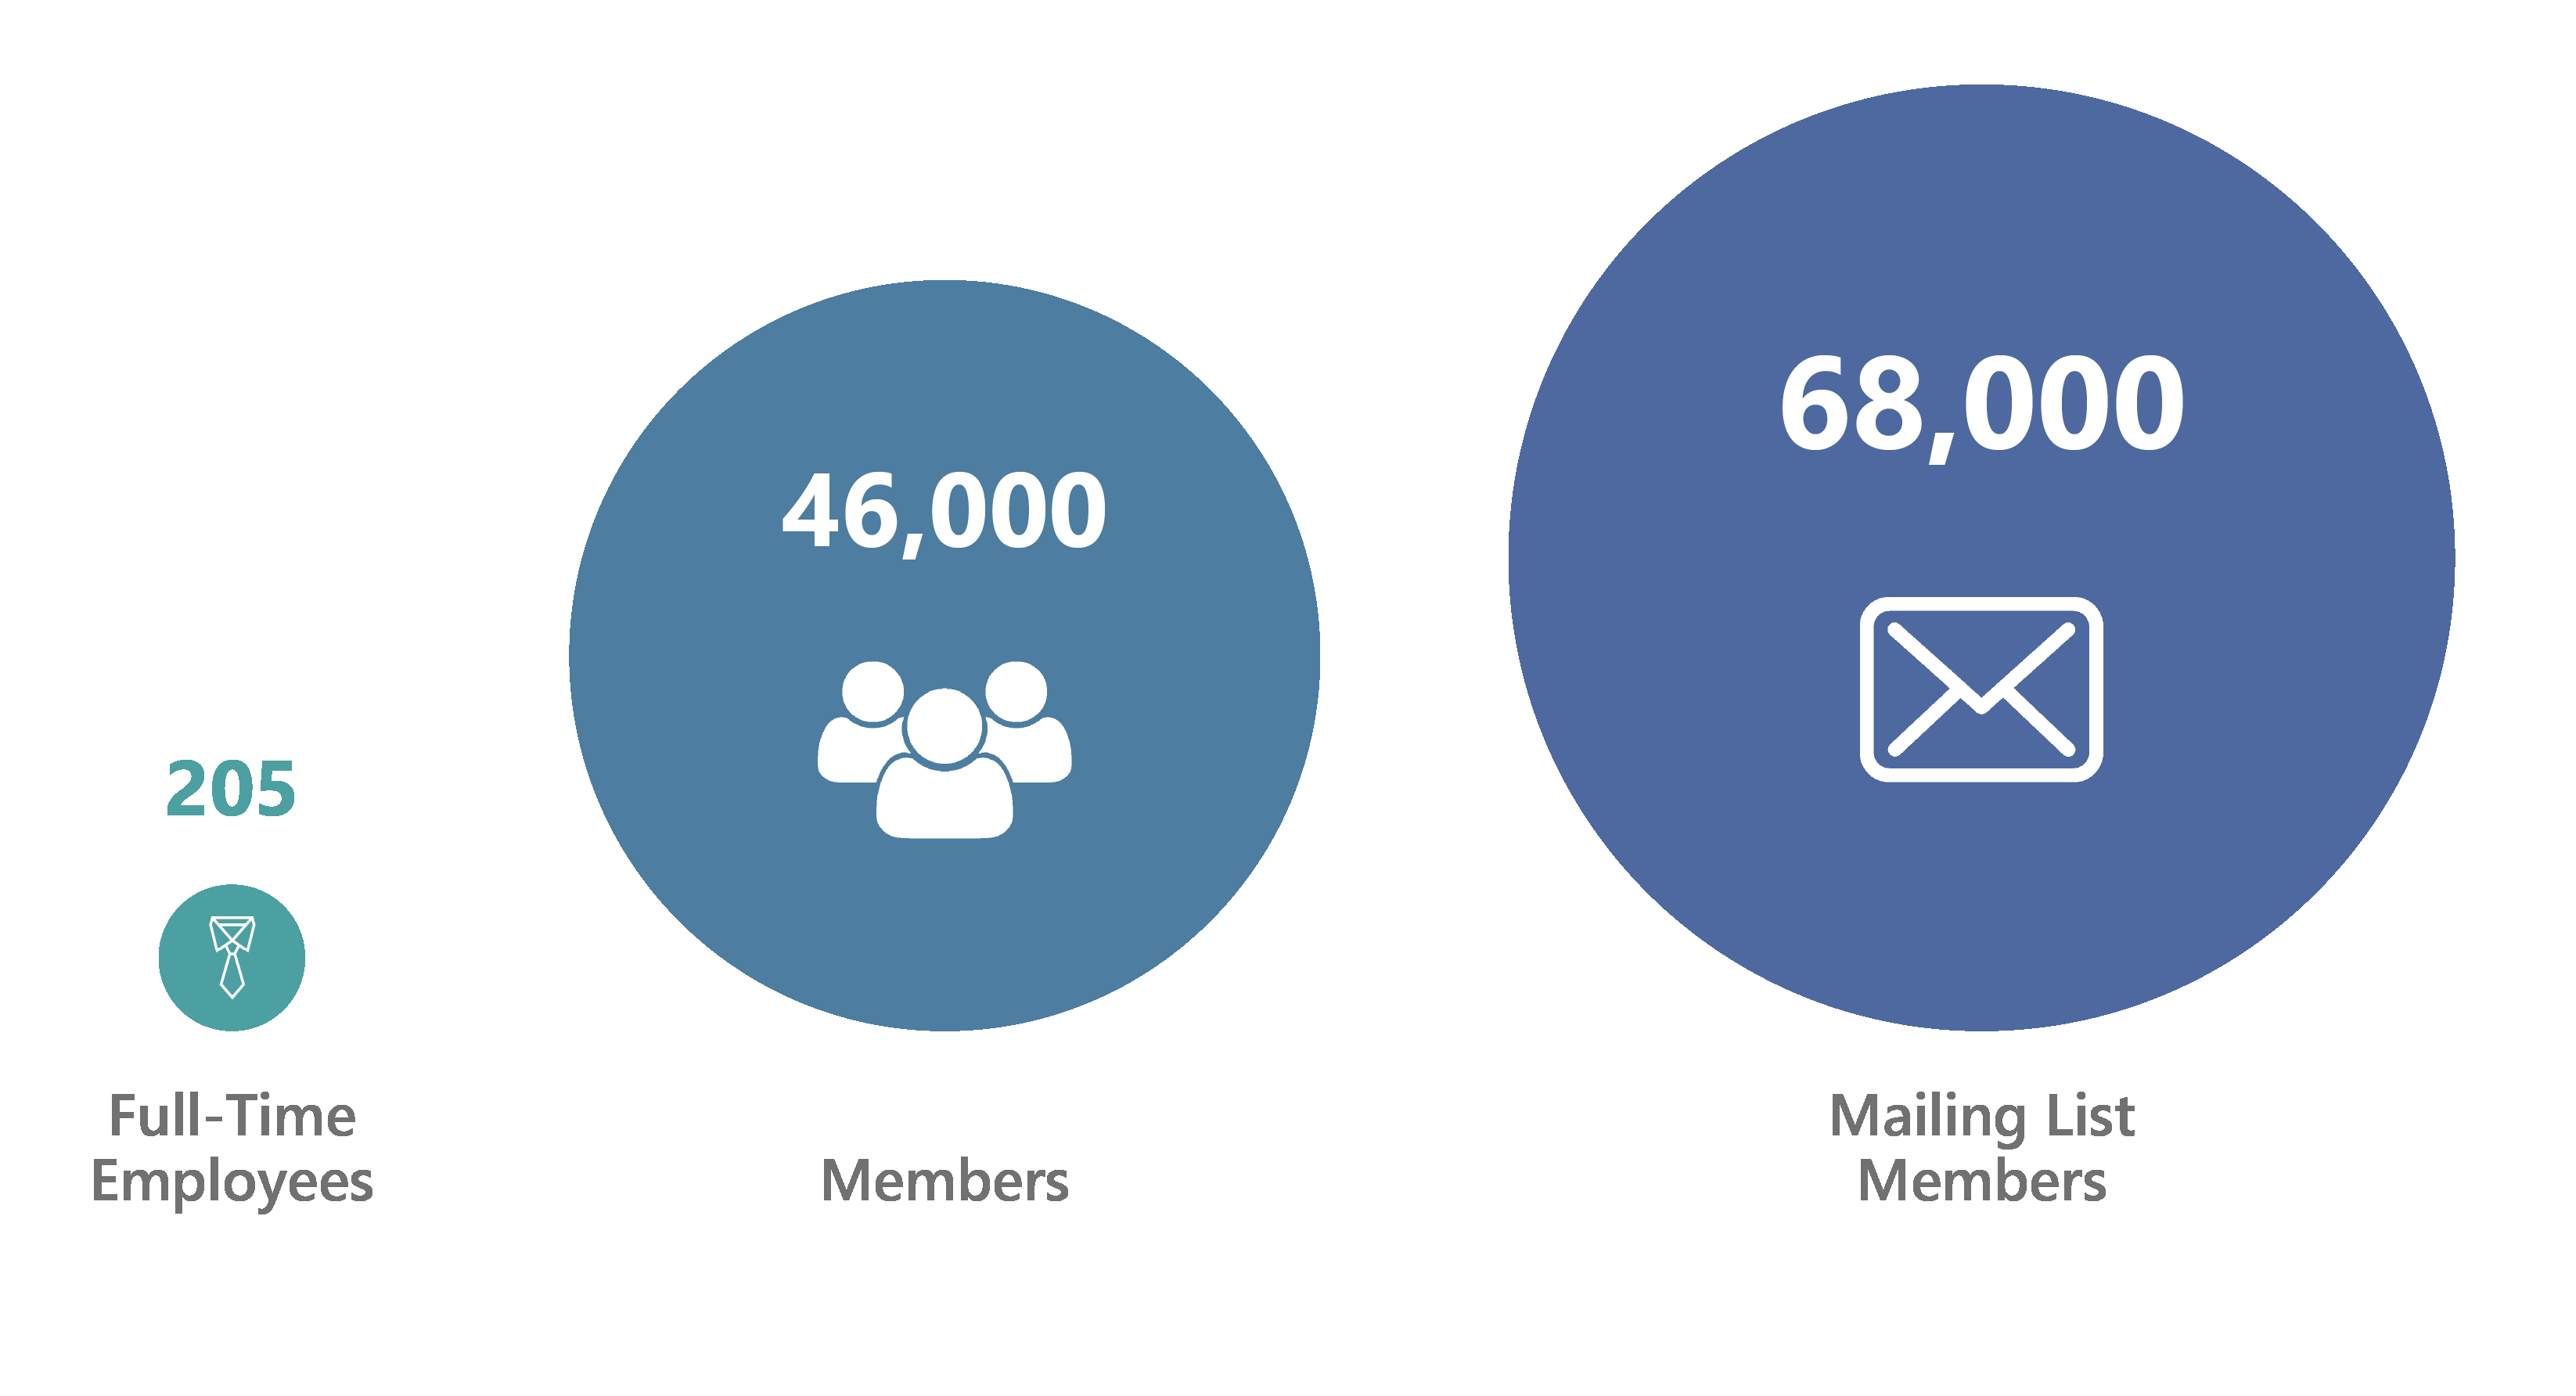 205
Full-Time
Employees
46,000
Members
68,000
Mailing List
Members